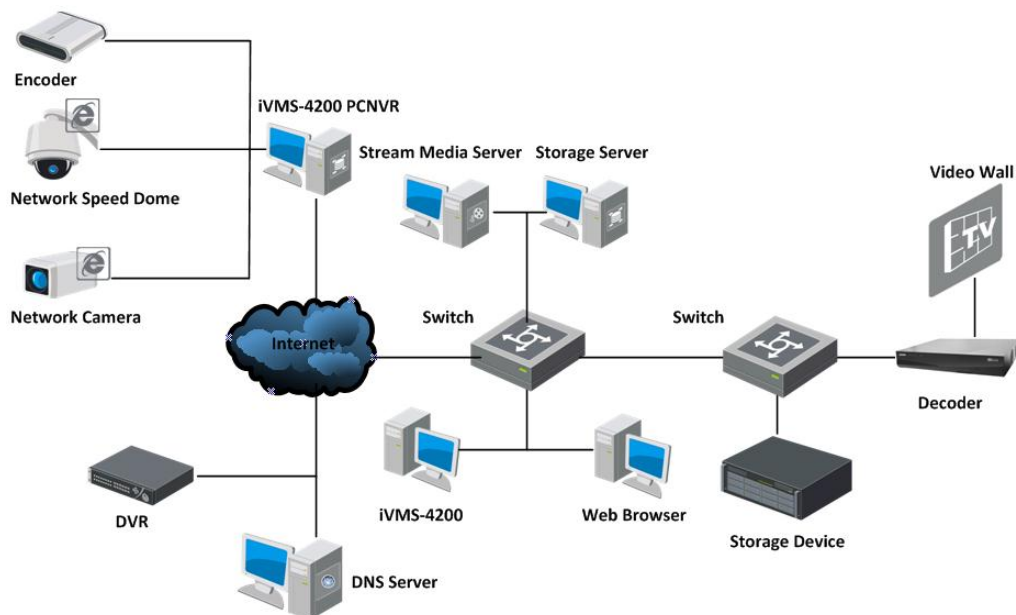 Encoder
iVMS-4200 PCNVR
Stream Media Server
Storage Server
Video Wall
TV
Network Speed Dome
Network Camera
Internet
Switch
Switch
Decoder
DVR
iVMS-4200
Web Browser
Storage Device
DNS Server